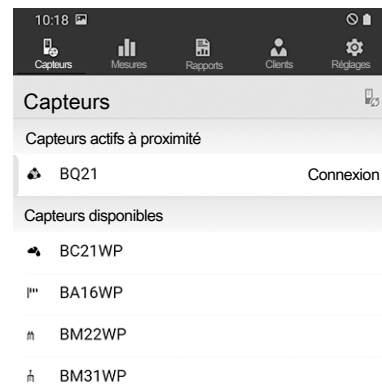 10:18
Capteurs Mesures Rapports Clients Réglages
Capteurs
Capteurs actifs à proximité
BQ21 Connexion
Capteurs disponibles
BC21WP
BA16WP
BM22WP
BM31WP